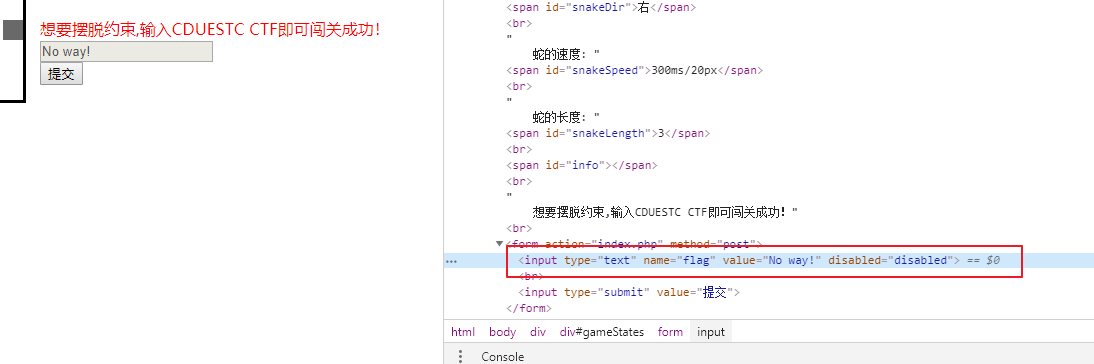 想要摆脱约束,输入CDUESTC CTF即可闯关成功！
No way!
提交
<span id="snakeDir">右</span>
<br>
"
蛇的速度: "
<span id="snakeSpeed">300ms/20px</span>
<br>
"
蛇的长度: "
<span id="snakeLength">3</span>
<br>
<span id="info"></span>
<br>
"
想要摆脱约束,输入CDUESTC CTF即可闯关成功！"
<br>
▼<form action="index.php" method="post">
… <input type="text" name="flag" value="No way!" disabled="disabled"> == $0
<br>
<input type="submit" value="提交">
</form>
html body div div#gameStates form input
⋮ Console